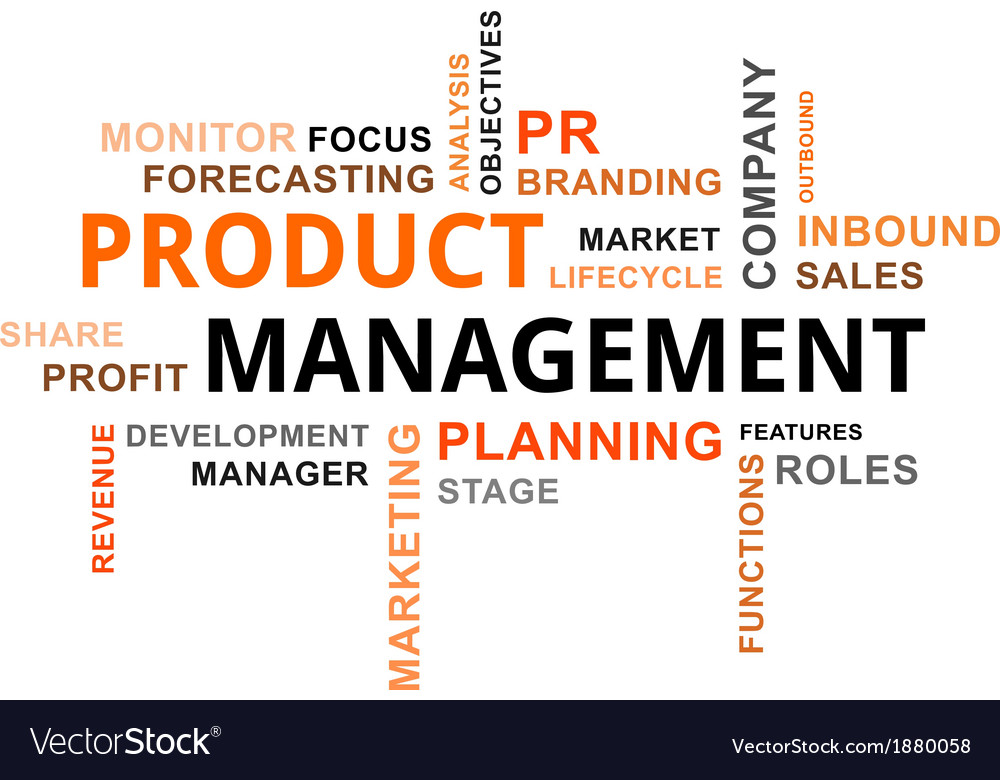 OBJECTIVES
ANALYSIS
COMPANY
OUTBOUND
PR
MONITOR FOCUS
FORECASTING
BRANDING
PRODUCT
MARKET
INBOUND
LIFECYCLE
SALES
SHARE
MANAGEMENT
PROFIT
REVENUE
DEVELOPMENT
MARKETING
PLANNING
FEATURES
MANAGER
STAGE
ROLES
FUNCTIONS
VectorStock®
VectorStock.com/1880058